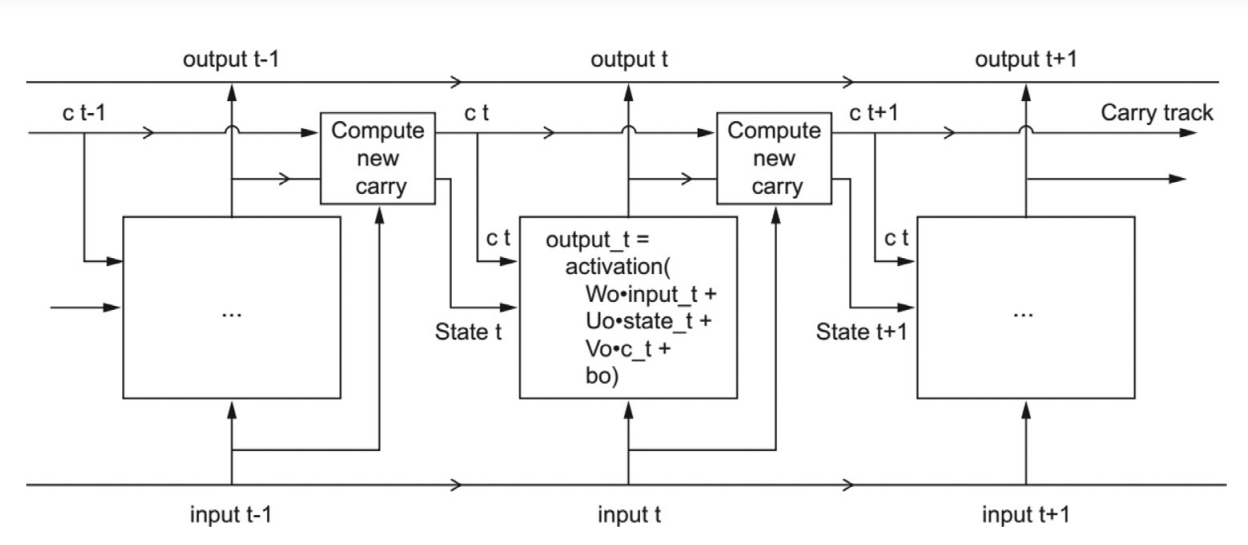 output t-1
output t
output t+1
c t-1
c t
c t+1
Carry track
Compute
new
carry
Compute
new
carry
c t
c t
...
output_t =
activation(
Wo•input_t +
Uo•state_t +
Vo•c_t +
bo)
...
State t
State t+1
input t-1
input t
input t+1